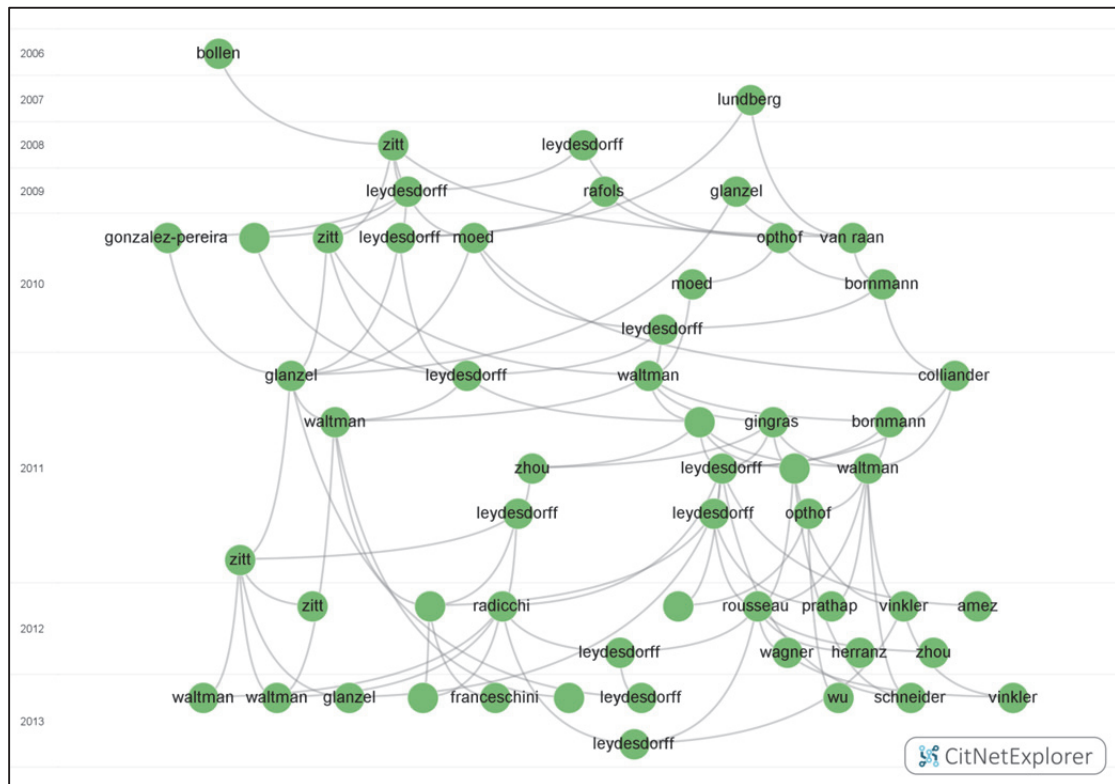 2006
bollen
2007
lundberg
2008
zitt leydesdorff
2009
leydesdorff rafols glanzel
gonzalez-pereira zitt leydesdorff moed opthof van raan
2010
moed bornmann
leydesdorff
glanzel leydesdorff waltman colliander
waltman gingras bornmann
2011
zhou leydesdorff waltman
leydesdorff leydesdorff opthof
zitt
2012
zitt radicchi rousseau prathap vinkler amez
leydesdorff wagner herranz zhou
waltman waltman glanzel franceschini leydesdorff wu schneider vinkler
2013
leydesdorff
CitNetExplorer